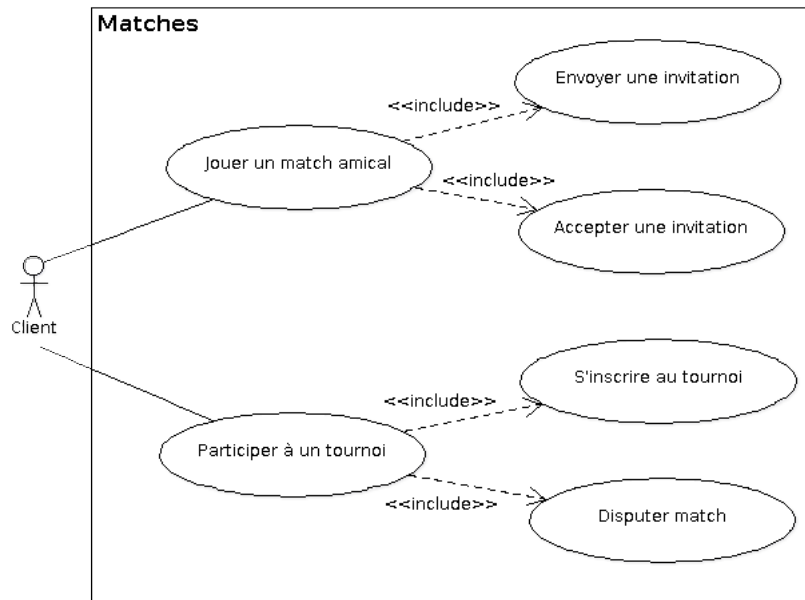 Matches
Envoyer une invitation
<<include>>
Jouer un match amical
<<include>>
Accepter une invitation
Client
S'inscrire au tournoi
<<include>>
Participer à un tournoi
<<include>>
Disputer match